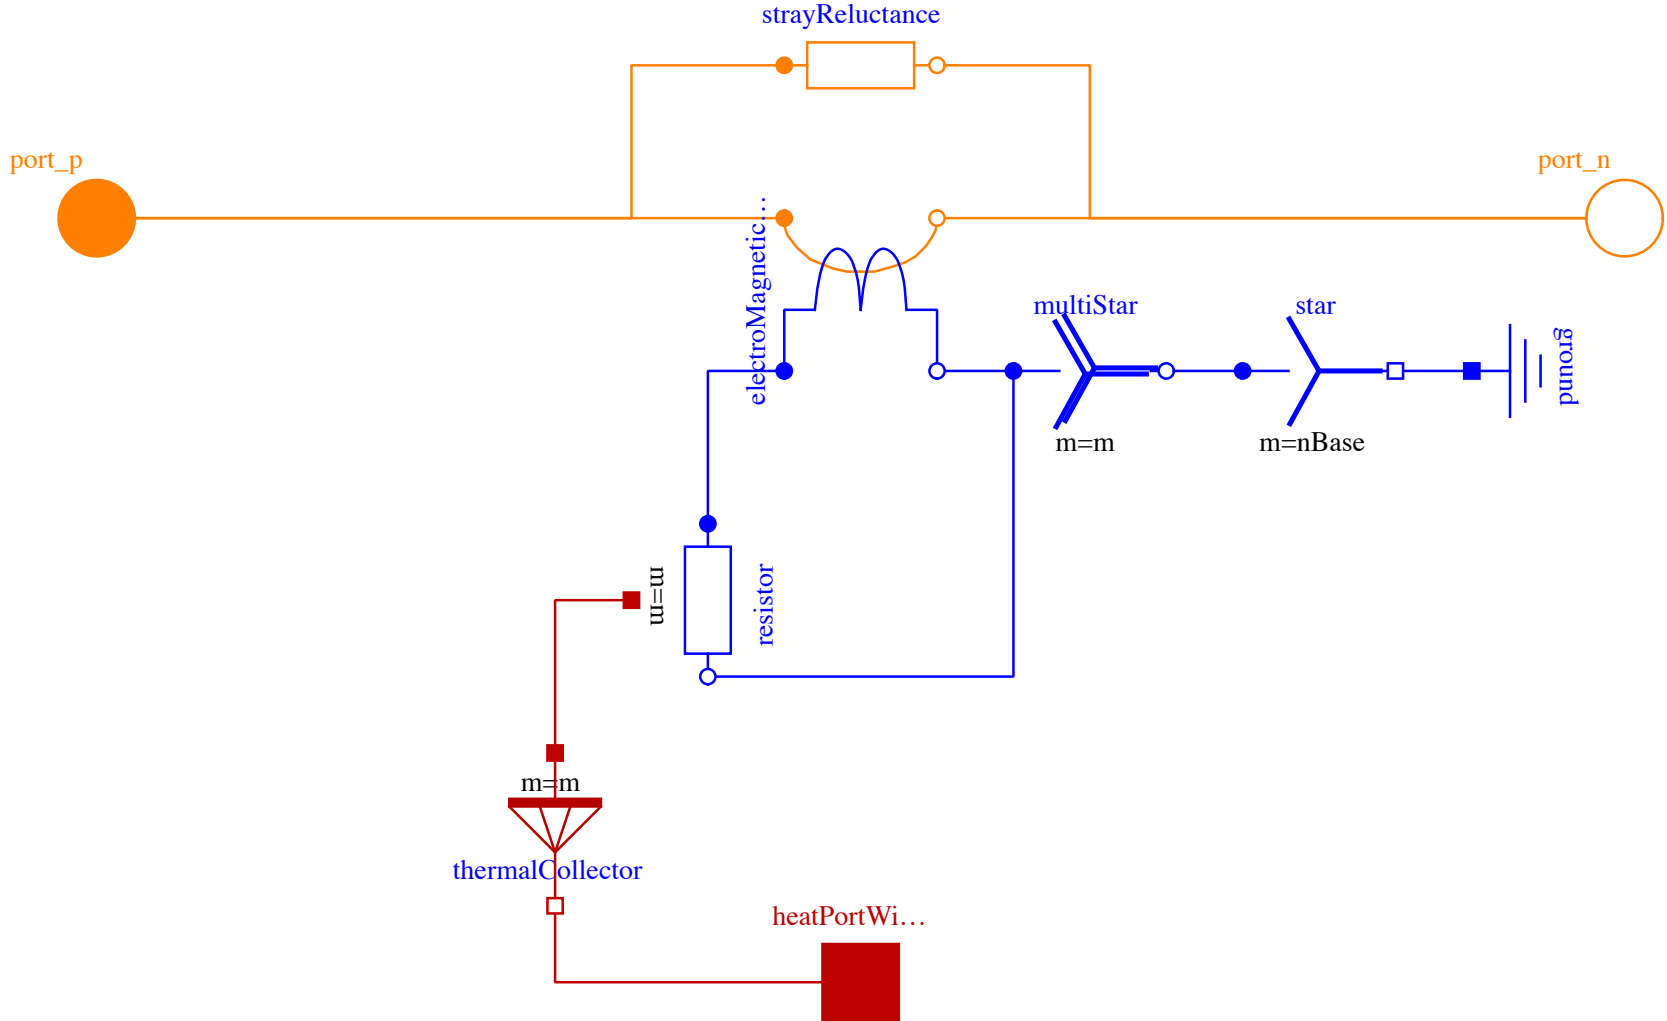 strayReluctance
port_p
port_n
electroMagnetic...
multiStar
star
ground
m=m
m=nBase
m=m
resistor
m=m
thermalCollector
heatPortWi...